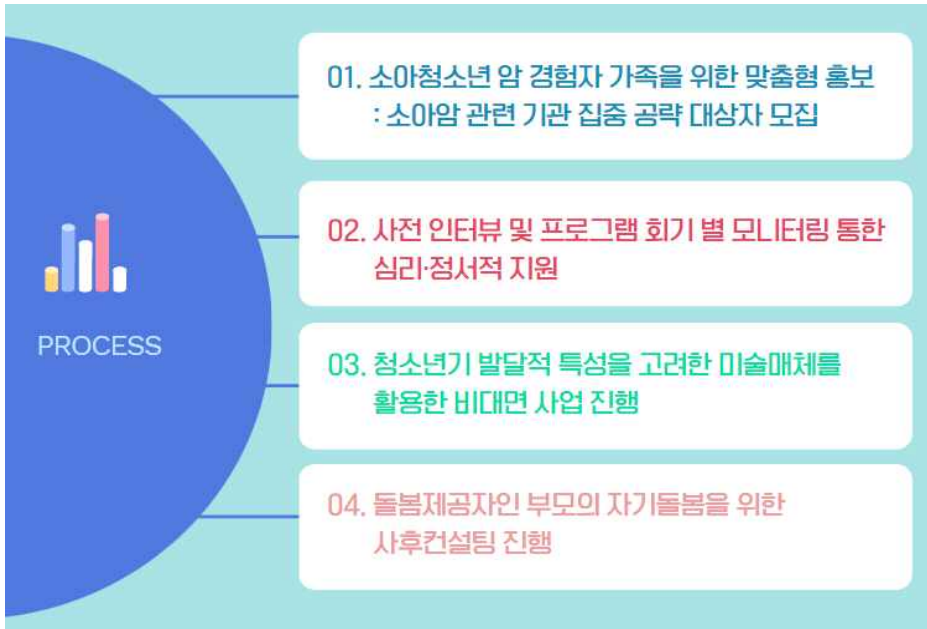 PROCESS
01. 소아청소년 암 경험자 가족을 위한 맞춤형 홍보
: 소아암 관련 기관 집중 공략 대상자 모집
02. 사전 인터뷰 및 프로그램 회기 별 모니터링 통한
심리·정서적 지원
03. 청소년기 발달적 특성을 고려한 미술매체를
활용한 비대면 사업 진행
04. 돌봄제공자인 부모의 자기돌봄을 위한
사후컨설팅 진행